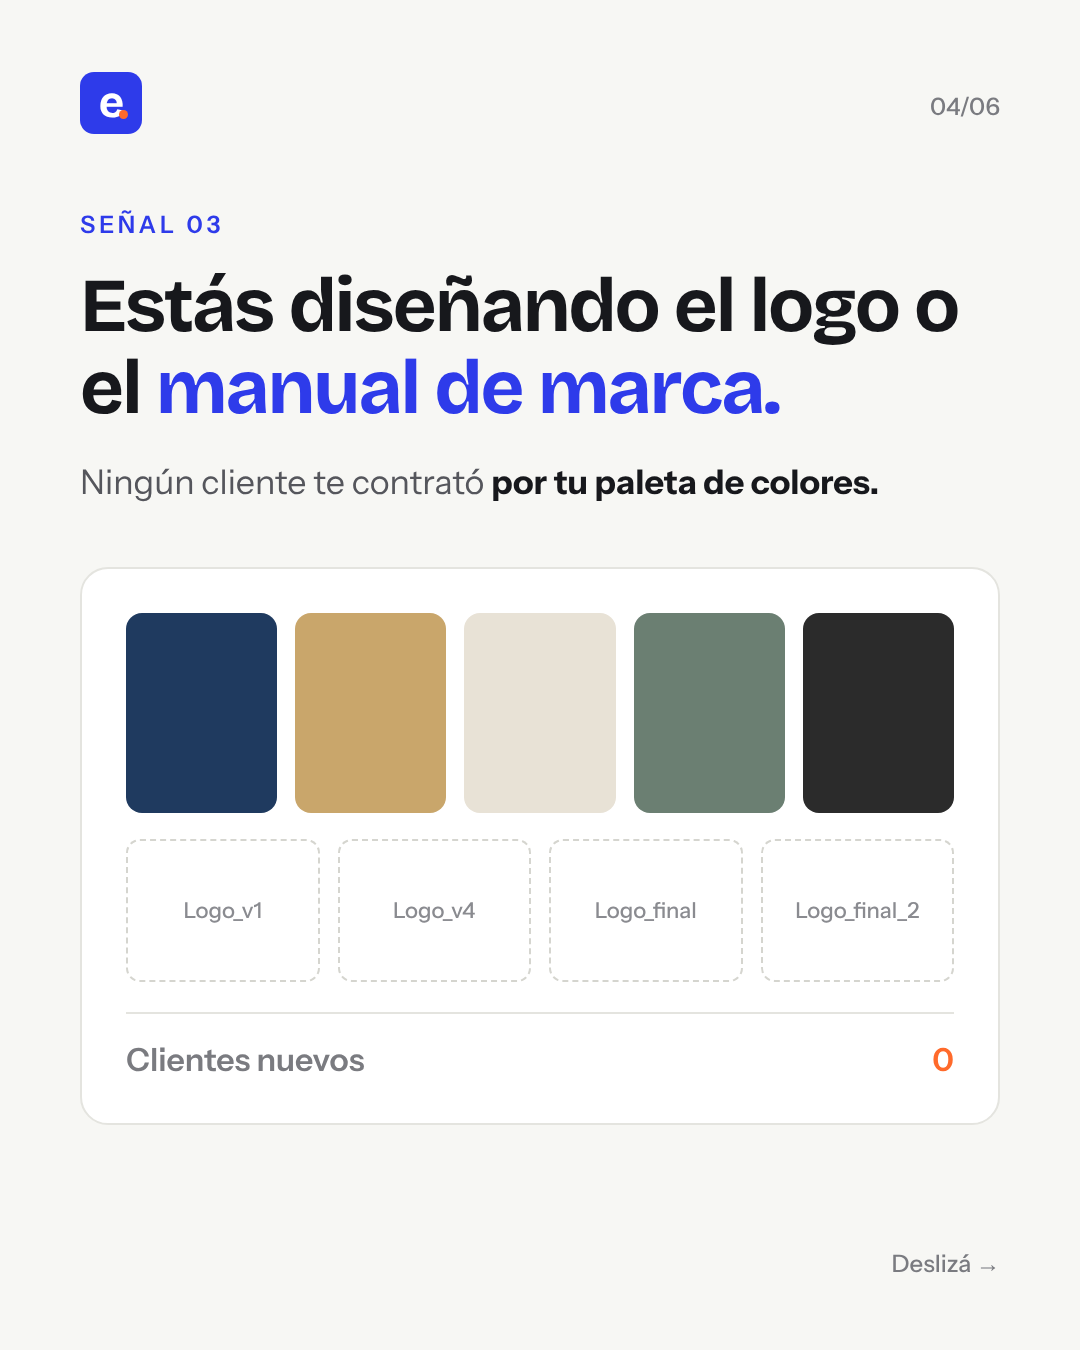 e.
04/06
SEÑAL 03
Estás diseñando el logo o
el manual de marca.
Ningún cliente te contrató por tu paleta de colores.
Logo_v1
Logo_v4
Logo_final
Logo_final_2
Clientes nuevos
0
Deslizá →